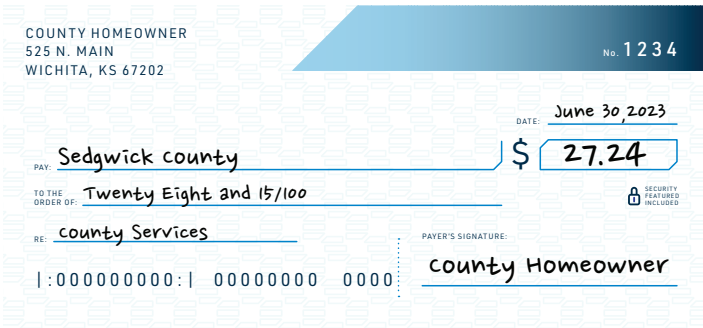 COUNTY HOMEOWNER
525 N. MAIN
WICHITA, KS 67202
No. 1234
DATE: June 30,2023
PAY: Sedgwick County $ 27.24
TO THE
ORDER OF: Twenty Eight and 15/100
SECURITY
FEATURED
INCLUDED
RE: County Services
PAYER'S SIGNATURE:
County Homeowner
|:000000000:| 00000000 0000